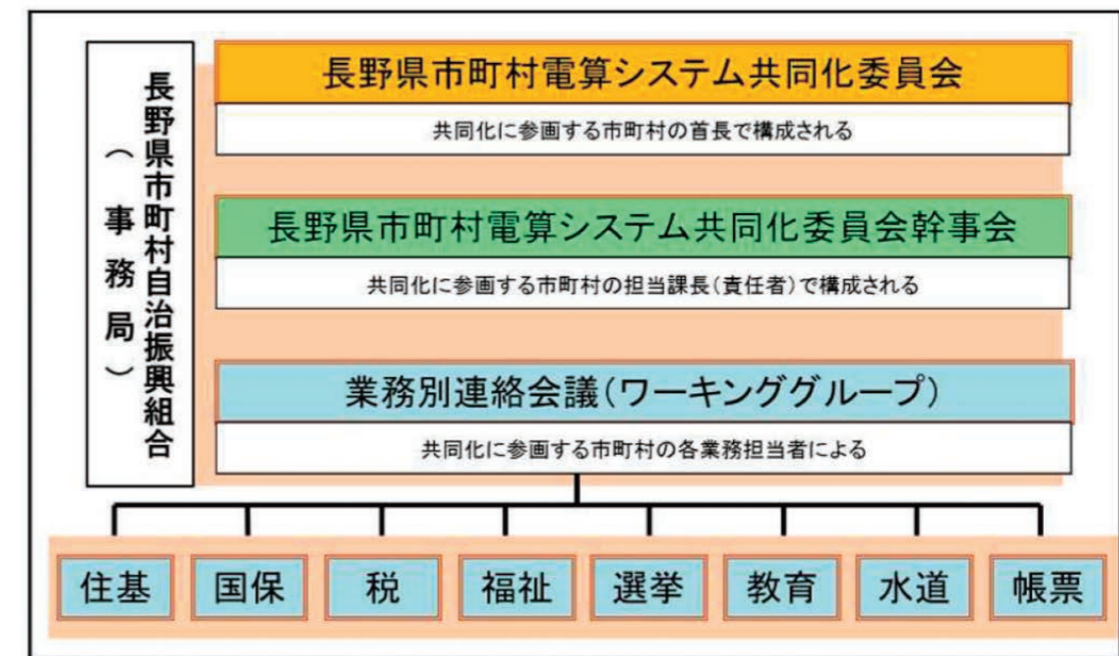 長野県市町村自治振興組合
（事務局）
長野県市町村電算システム共同化委員会
共同化に参画する市町村の首長で構成される
長野県市町村電算システム共同化委員会幹事会
共同化に参画する市町村の担当課長（責任者）で構成される
業務別連絡会議（ワーキンググループ）
共同化に参画する市町村の各業務担当者による
住基
国保
税
福祉
選挙
教育
水道
帳票